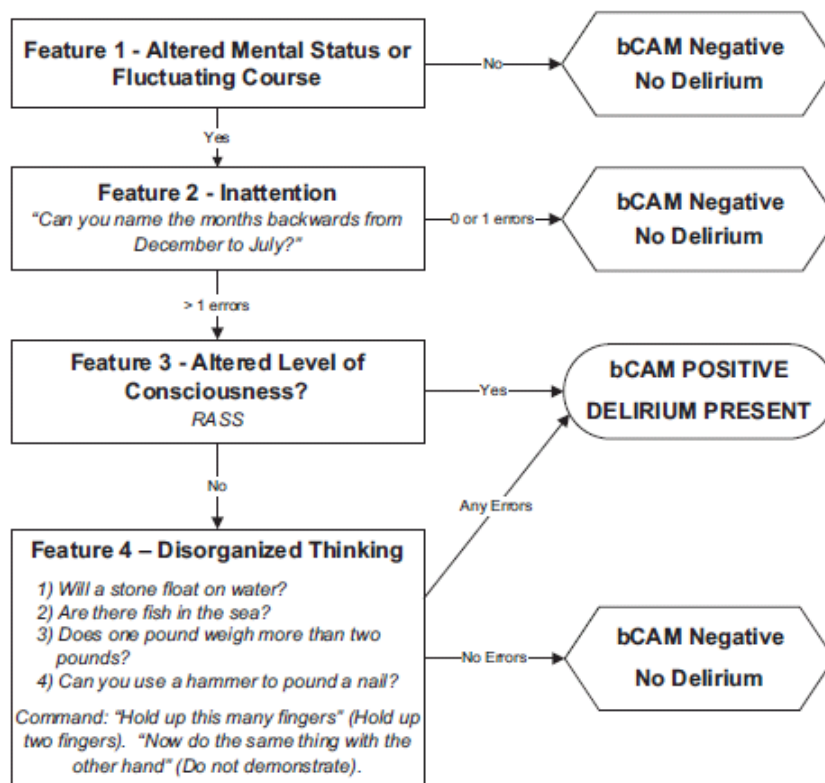 Feature 1 - Altered Mental Status or
Fluctuating Course
No
bCAM Negative
No Delirium
Yes
Feature 2 - Inattention
“Can you name the months backwards from
December to July?”
0 or 1 errors
bCAM Negative
No Delirium
> 1 errors
Feature 3 - Altered Level of
Consciousness?
RASS
Yes
bCAM POSITIVE
DELIRIUM PRESENT
No
Any Errors
Feature 4 – Disorganized Thinking
1) Will a stone float on water?
2) Are there fish in the sea?
3) Does one pound weigh more than two
pounds?
4) Can you use a hammer to pound a nail?
Command: “Hold up this many fingers” (Hold up
two fingers). “Now do the same thing with the
other hand” (Do not demonstrate).
No Errors
bCAM Negative
No Delirium